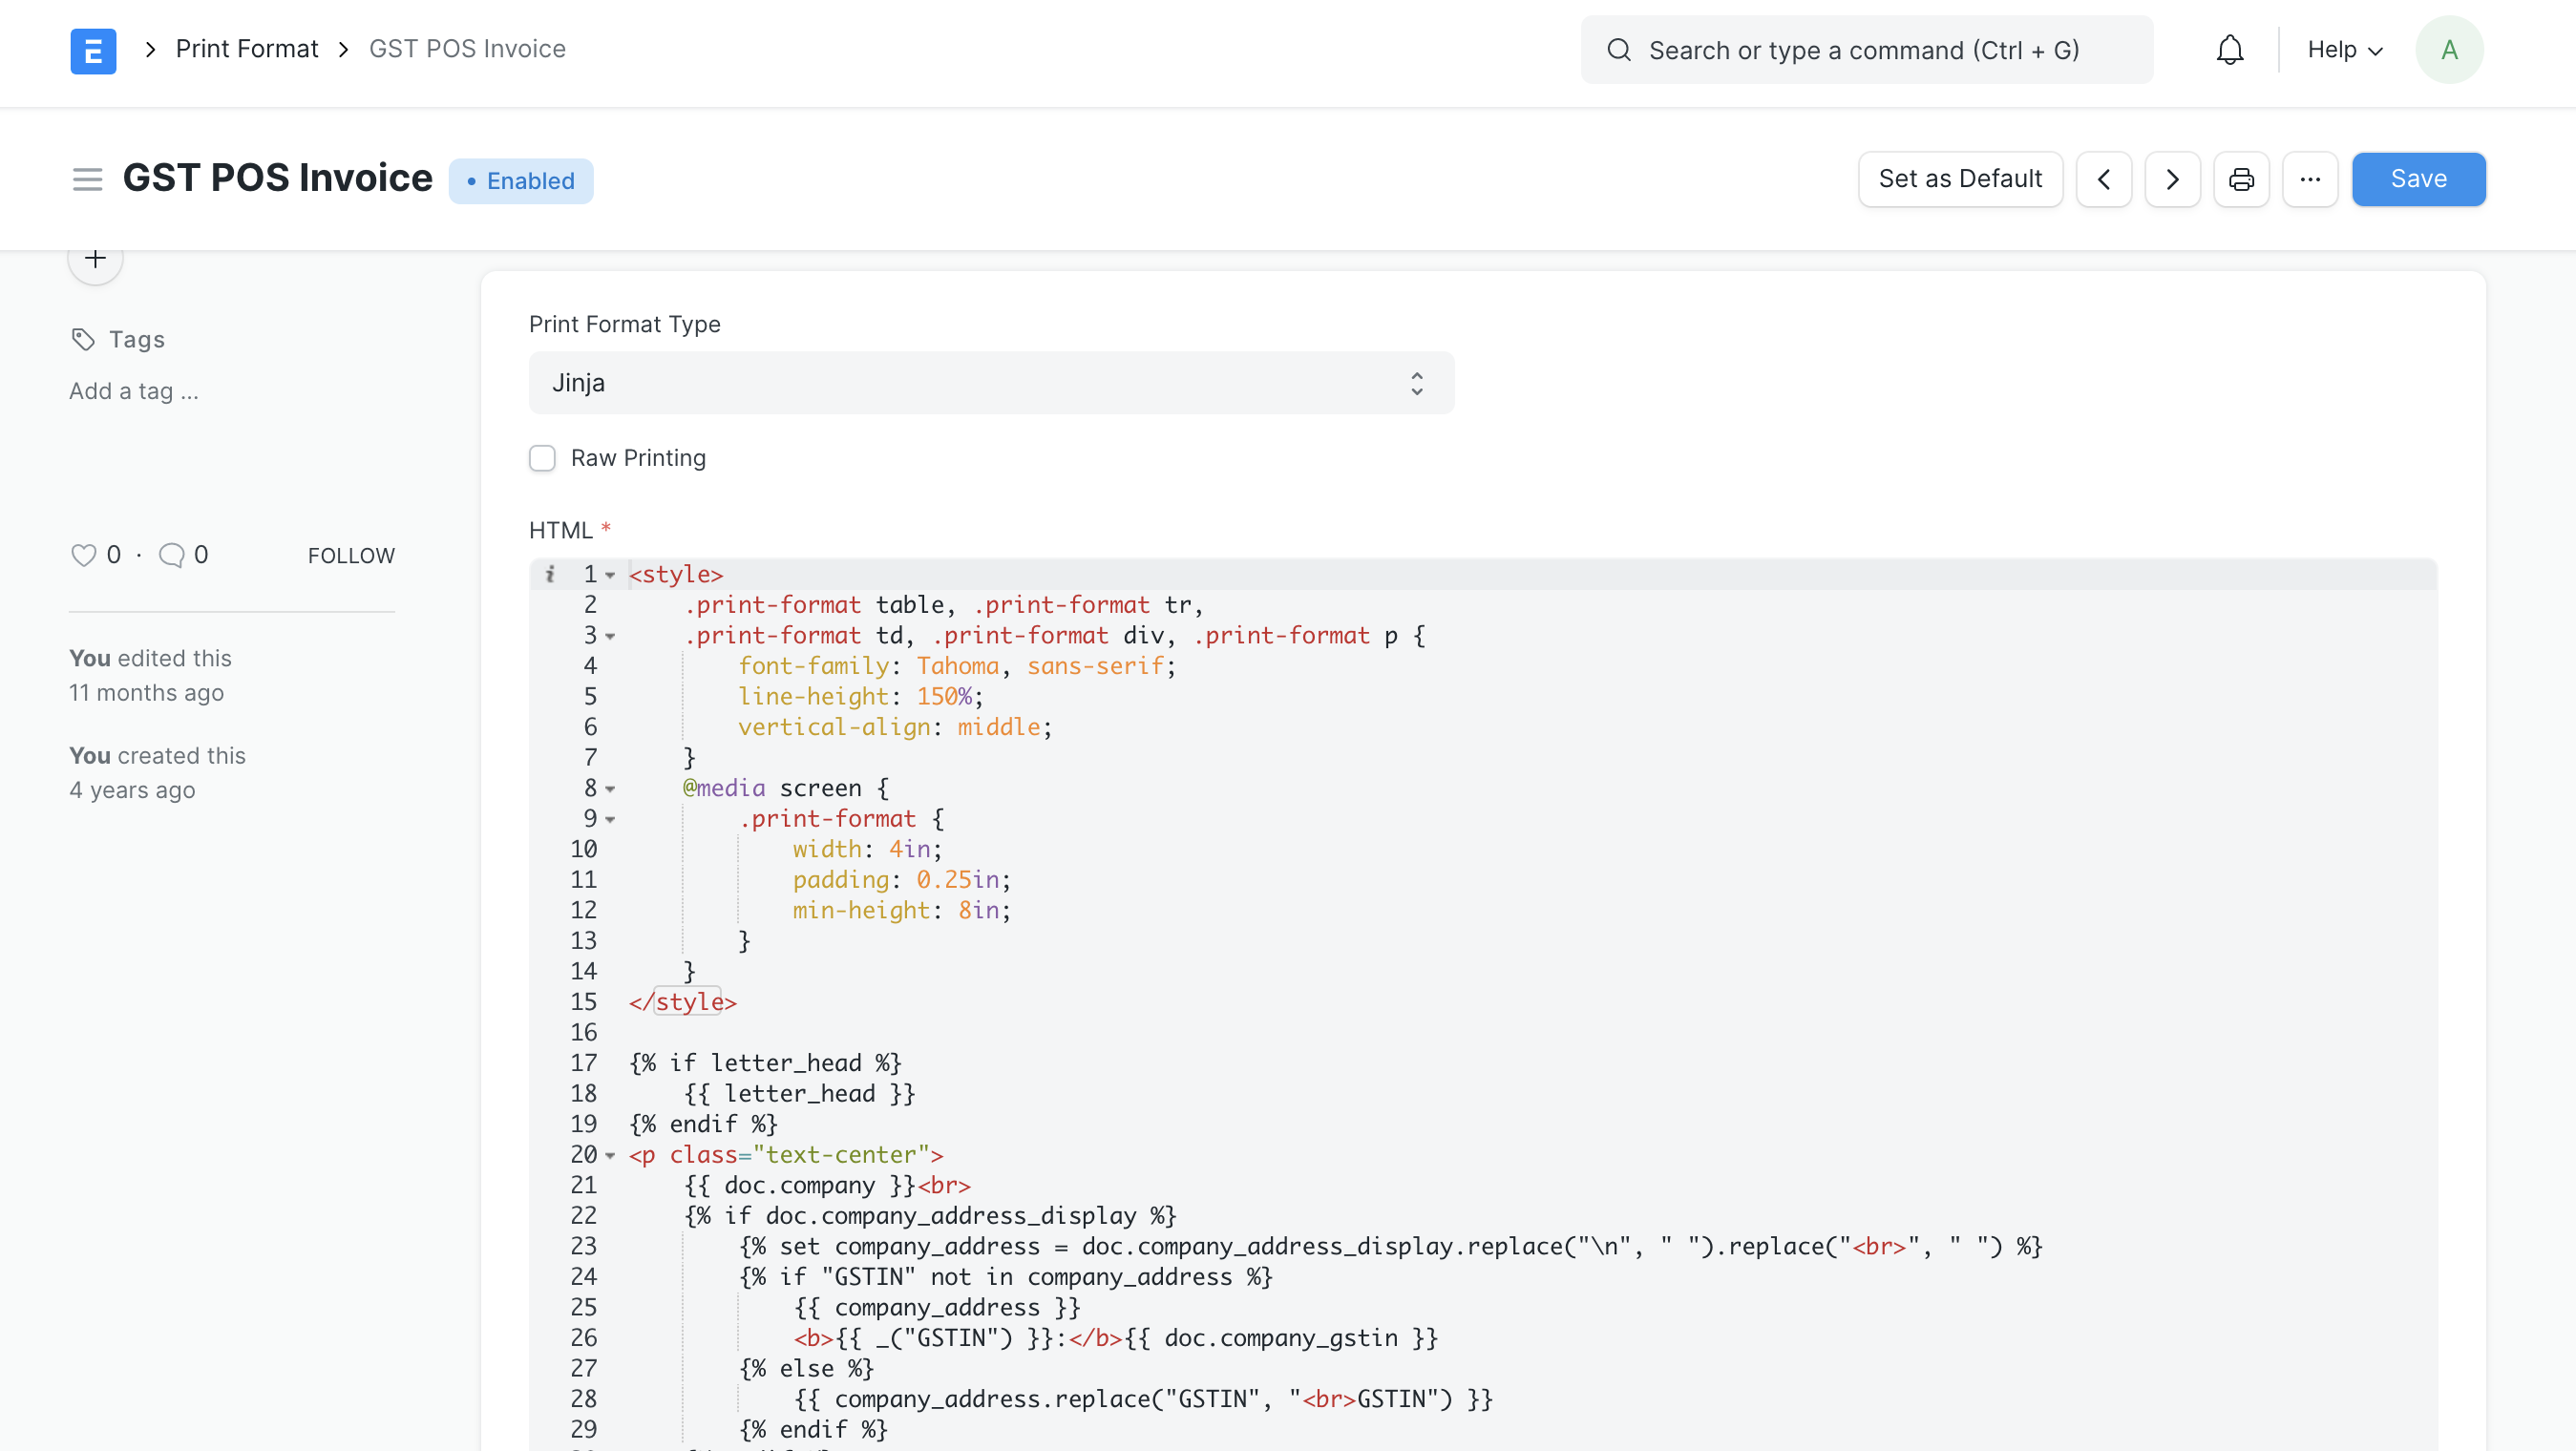 E
Print Format
GST POS Invoice
Search or type a command (Ctrl + G)
Help
A
GST POS Invoice
• Enabled
Set as Default
Save
Tags
Add a tag ...
0 · 0
FOLLOW
You edited this
11 months ago
You created this
4 years ago
Print Format Type
Jinja
Raw Printing
HTML *
i 1 <style>
2     .print-format table, .print-format tr,
3     .print-format td, .print-format div, .print-format p {
4         font-family: Tahoma, sans-serif;
5         line-height: 150%;
6         vertical-align: middle;
7     }
8     @media screen {
9         .print-format {
10             width: 4in;
11             padding: 0.25in;
12             min-height: 8in;
13         }
14     }
15 </style>
16
17 {% if letter_head %}
18     {{ letter_head }}
19 {% endif %}
20 <p class="text-center">
21     {{ doc.company }}<br>
22     {% if doc.company_address_display %}
23         {% set company_address = doc.company_address_display.replace("\n", " ").replace("<br>", " ") %}
24         {% if "GSTIN" not in company_address %}
25             {{ company_address }}
26             <b>{{ _("GSTIN") }}:</b>{{ doc.company_gstin }}
27         {% else %}
28             {{ company_address.replace("GSTIN", "<br>GSTIN") }}
29         {% endif %}